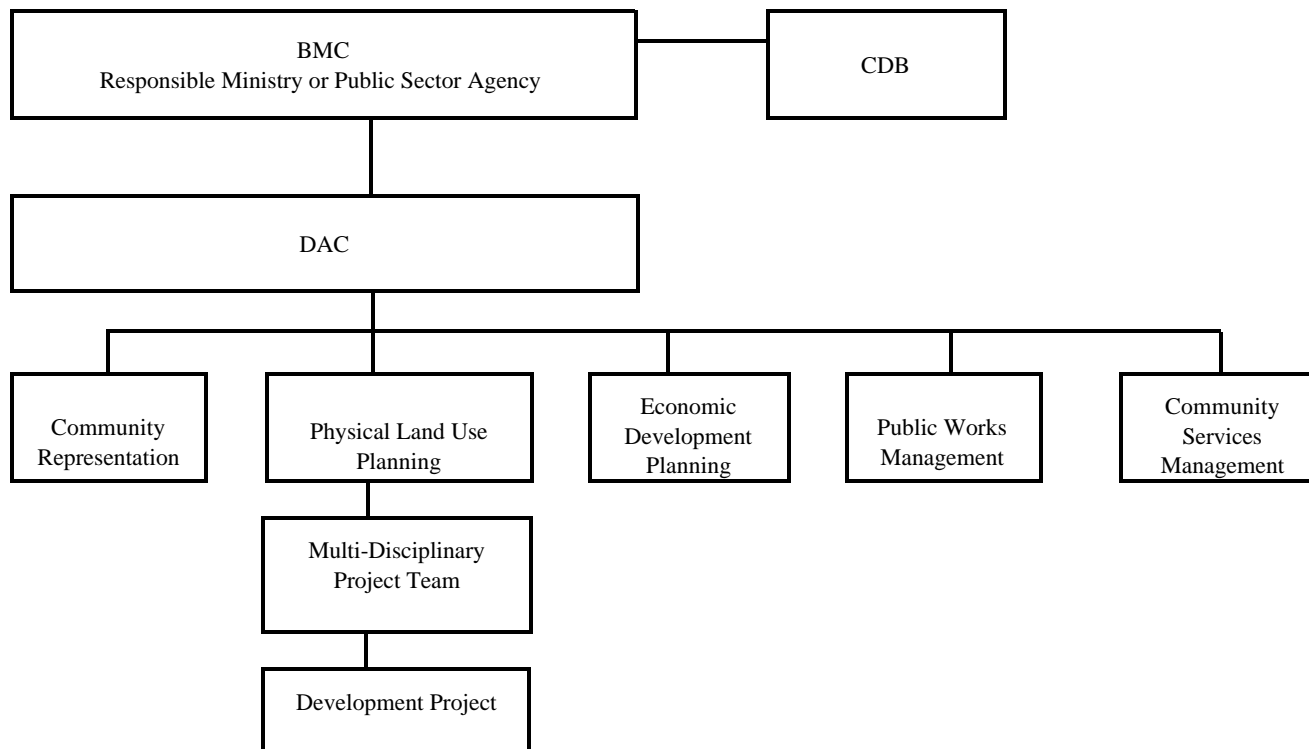 BMC
Responsible Ministry or Public Sector Agency
CDB
DAC
Community
Representation
Physical Land Use
Planning
Economic
Development
Planning
Public Works
Management
Community
Services
Management
Multi-Disciplinary
Project Team
Development Project